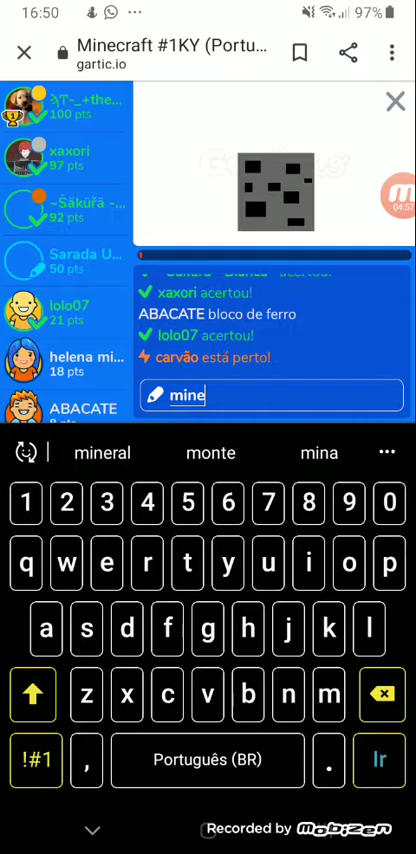 16:50
97%
Minecraft #1KY (Portu...
gartic.io
100 pts
xaxori
97 pts
92 pts
Sarada U...
50 pts
lolo07
21 pts
helena mi...
18 pts
ABACATE
04:57
xaxori acertou!
ABACATE bloco de ferro
lolo07 acertou!
carvão está perto!
mine
mineral monte mina
1 2 3 4 5 6 7 8 9 0
q w e r t y u i o p
a s d f g h j k l
z x c v b n m
!#1 , Português (BR) . Ir
Recorded by MOBIZEN